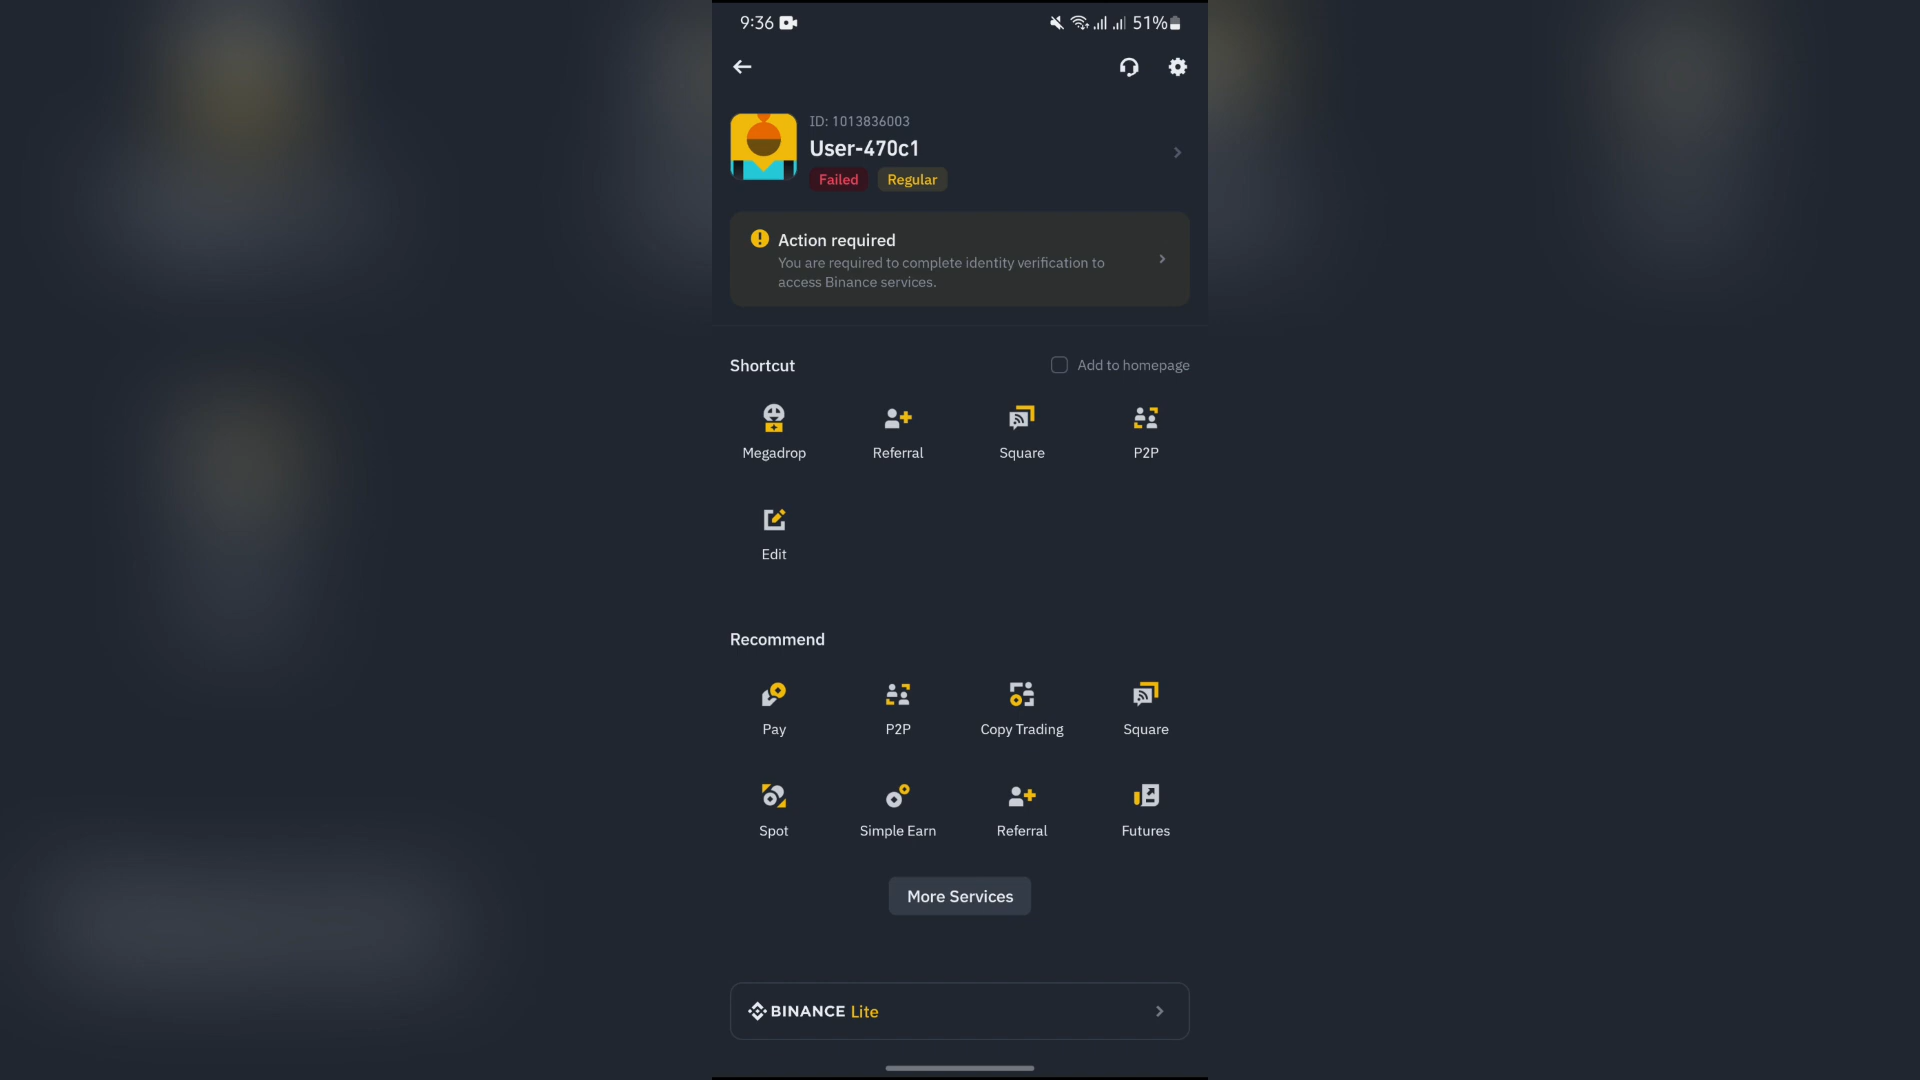 9:36
51%
ID: 1013836003
User-470c1
Failed
Regular
Action required
You are required to complete identity verification to
access Binance services.
Shortcut
Add to homepage
Megadrop
Referral
Square
P2P
Edit
Recommend
Pay
P2P
Copy Trading
Square
Spot
Simple Earn
Referral
Futures
More Services
BINANCE Lite